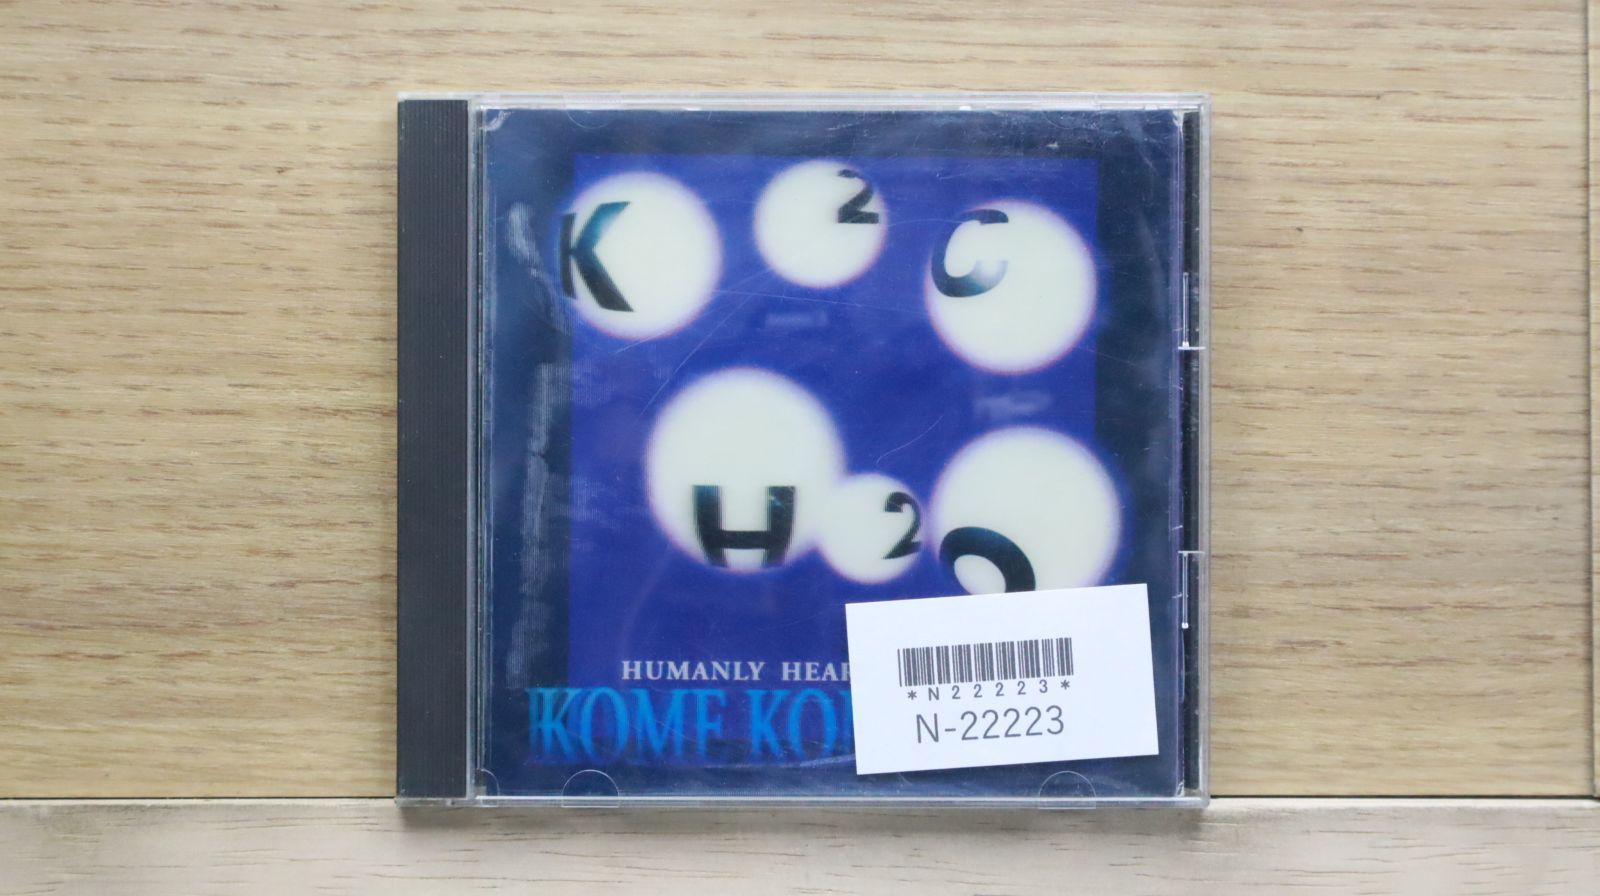 K 2 C
H 2 O
HUMANLY HEAR
KOME KO
*N22223*
N-22223